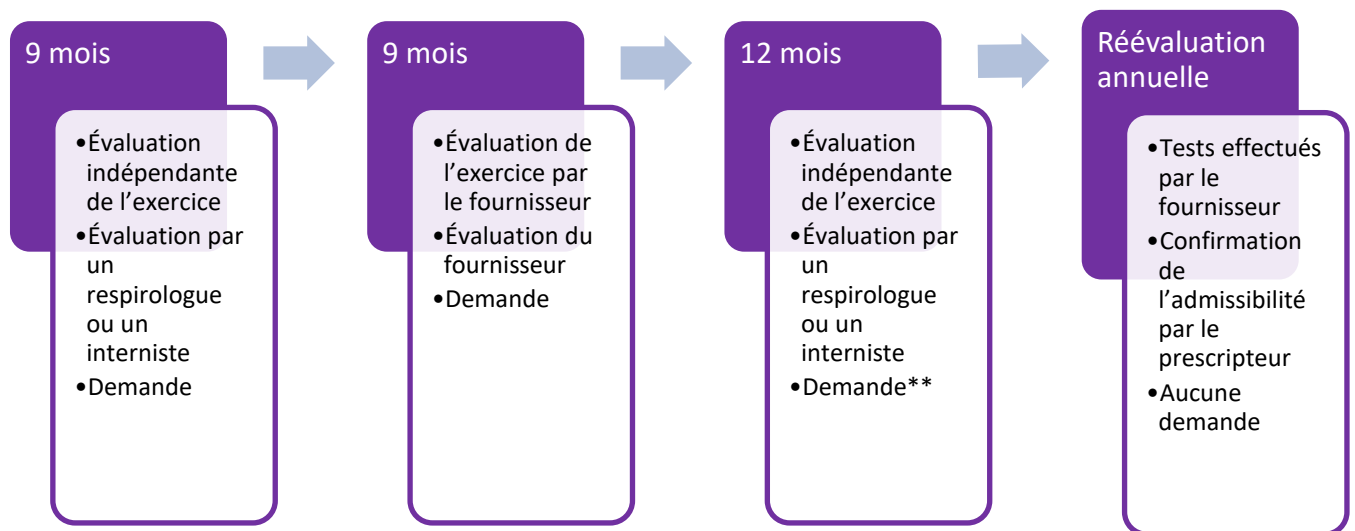 9 mois
•Évaluation
indépendante
de l’exercice
•Évaluation par
un
respirologue
ou un
interniste
•Demande
9 mois
•Évaluation de
l’exercice par
le fournisseur
•Évaluation du
fournisseur
•Demande
12 mois
•Évaluation
indépendante
de l’exercice
•Évaluation par
un
respirologue
ou un
interniste
•Demande**
Réévaluation
annuelle
•Tests effectués
par le
fournisseur
•Confirmation
de
l’admissibilité
par le
prescripteur
•Aucune
demande